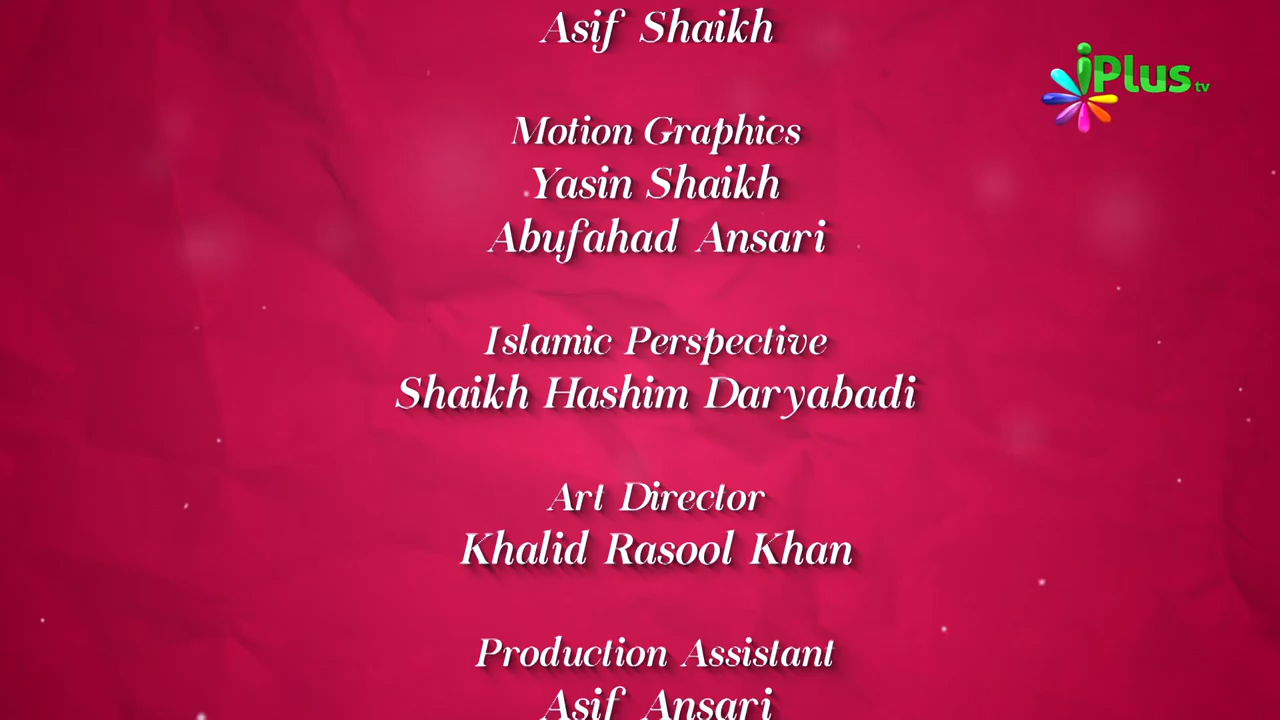 Asif Shaikh
iPlus tv
Motion Graphics
Yasin Shaikh
Abufahad Ansari
Islamic Perspective
Shaikh Hashim Daryabadi
Art Director
Khalid Rasool Khan
Production Assistant
Asif Ansari